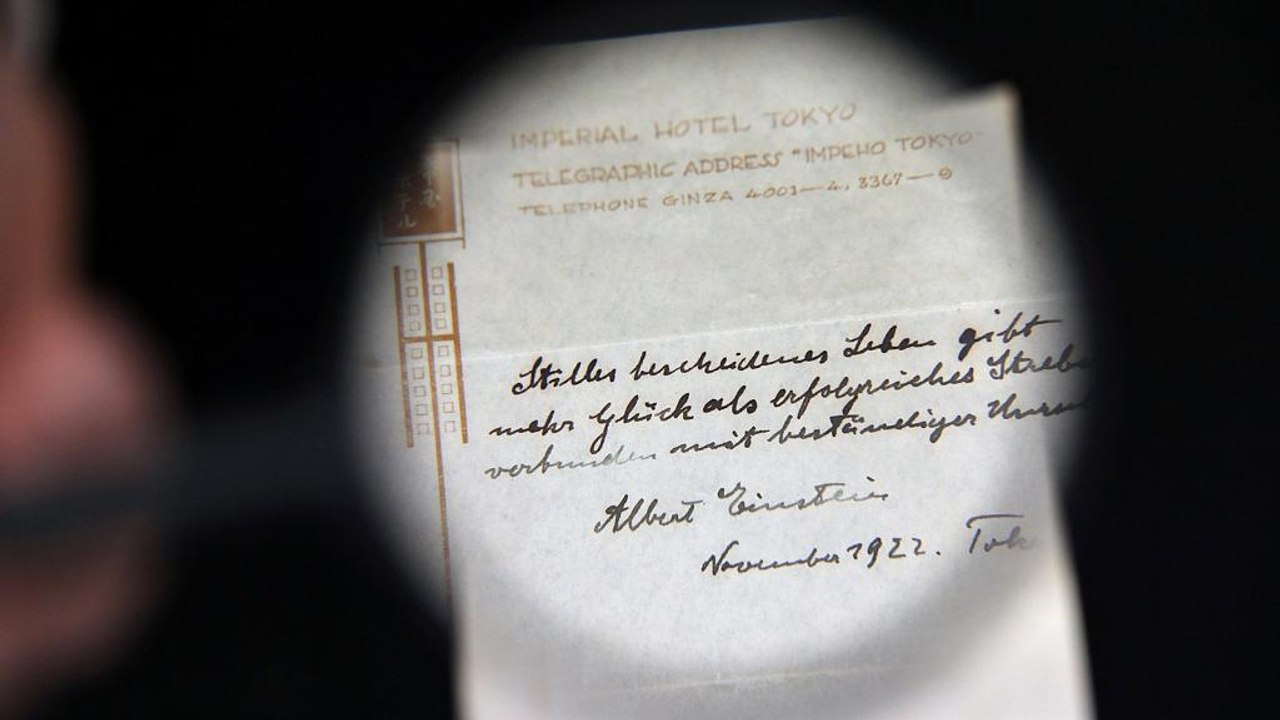 IMPERIAL HOTEL TOKYO
TELEGRAPHIC ADDRESS "IMPEHO TOKYO"
TELEPHONE GINZA 4001—4, 3367—9
Stilles bescheidenes Leben gibt
mehr Glück als erfolgreiches
verbunden mit beständiger
Albert Einstein
November 1922.